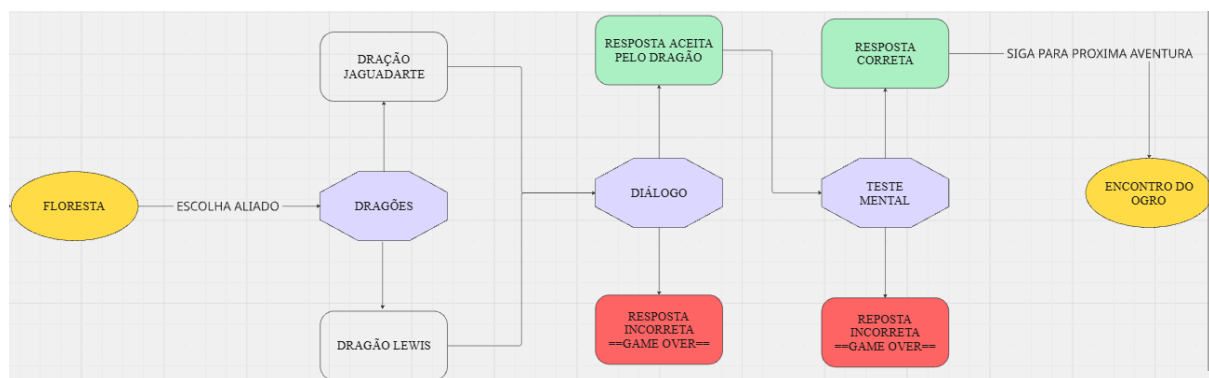 FLORESTA
ESCOLHA ALIADO
DRAGÕES
DRAÇÃO
JAGUADARTE
DRAGÃO LEWIS
DIÁLOGO
RESPOSTA ACEITA
PELO DRAGÃO
RESPOSTA
INCORRETA
==GAME OVER==
TESTE
MENTAL
RESPOSTA
CORRETA
REPOSTA
INCORRETA
==GAME OVER==
SIGA PARA PROXIMA AVENTURA
ENCONTRO DO
OGRO